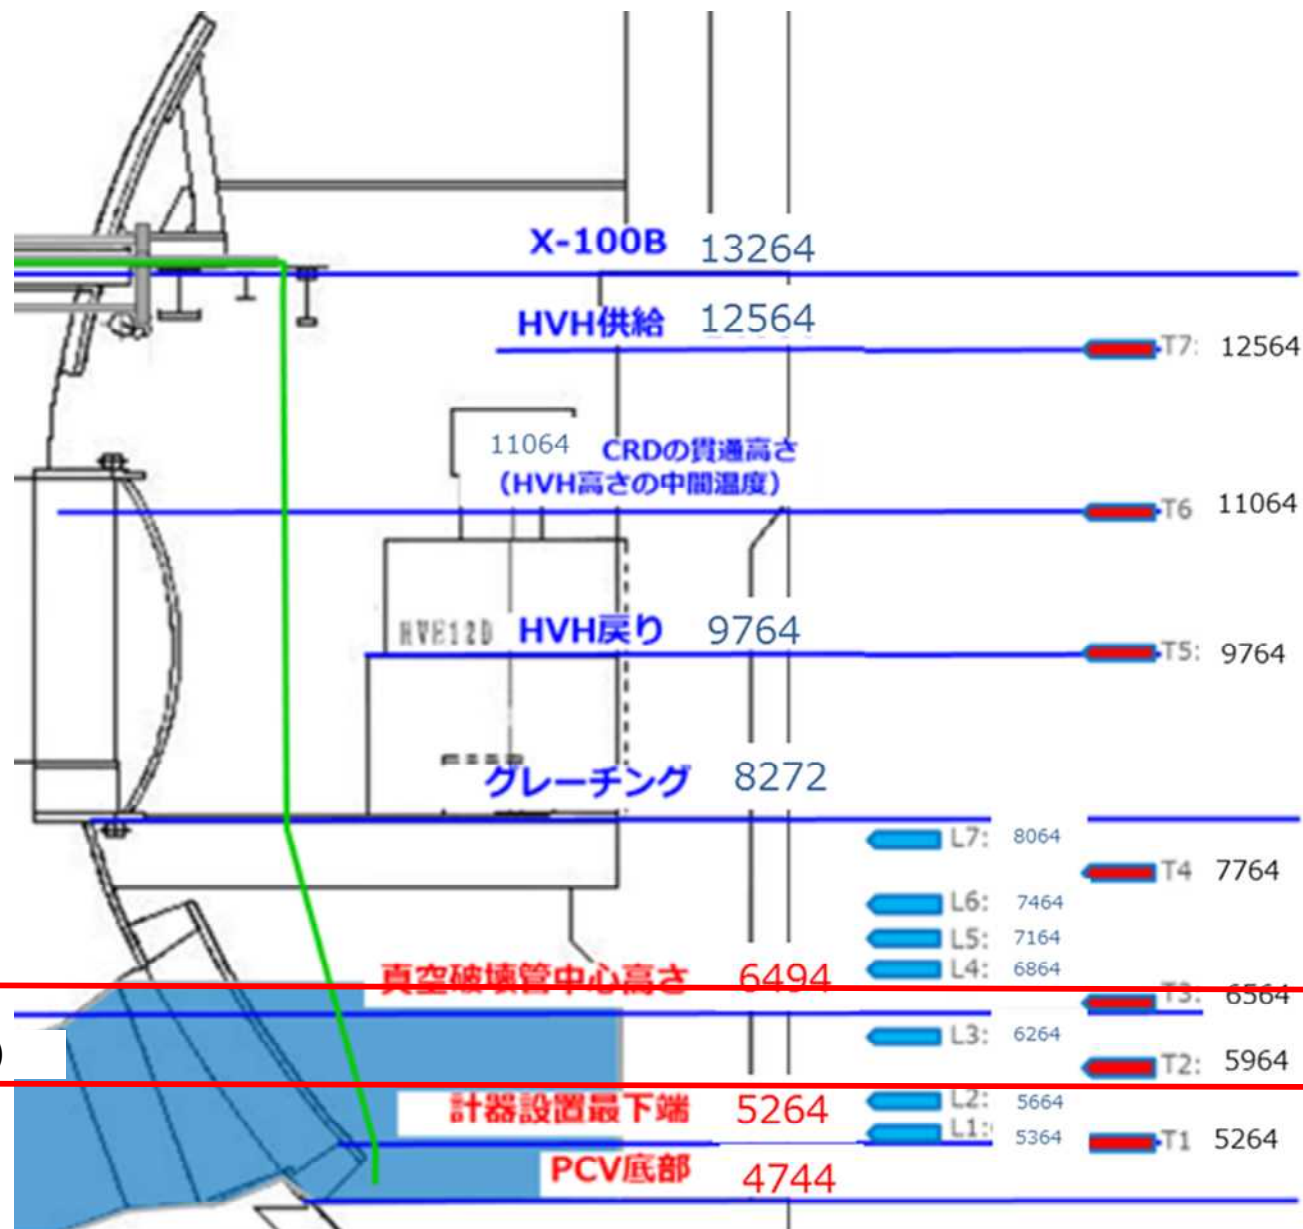 X-100B 13264
HVH供給 12564
T7: 12564
11064 CRDの貫通高さ
(HVH高さの中間温度)
T6 11064
HVH12D
HVH戻り 9764
T5: 9764
グレーチング 8272
L7: 8064
T4 7764
L6: 7464
L5: 7164
L4: 6864
真空破壊管中心高さ 6494
T3: 6564
L3: 6264
)
T2: 5964
計器設置最下端 5264
L2: 5664
L1: 5364
T1 5264
PCV底部 4744